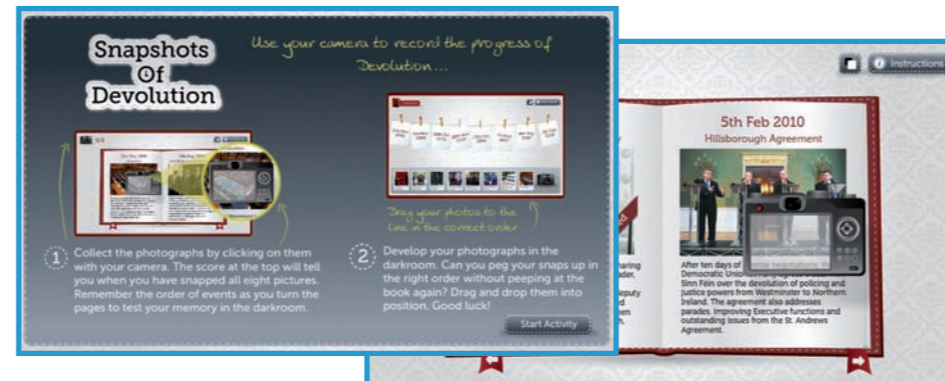 Snapshots
Of
Devolution
Use your camera to record the progress of
Devolution...
Drag your photos to the
line in the correct order
1 Collect the photographs by clicking on them
with your camera. The score at the top will tell
you when you have snapped all eight pictures.
Remember the order of events as you turn the
pages to test your memory in the darkroom.
2 Develop your photographs in the
darkroom. Can you peg your snaps up in
the right order without peeping at the
book again? Drag and drop them into
position. Good luck!
Start Activity
Instructions
5th Feb 2010
Hillsborough Agreement
After ten days of
Democratic
Sinn Féin over the devolution of policing and
justice powers from Westminster to Northern
Ireland. The agreement also addresses
parades, improving Executive functions and
outstanding issues from the St. Andrews
Agreement.